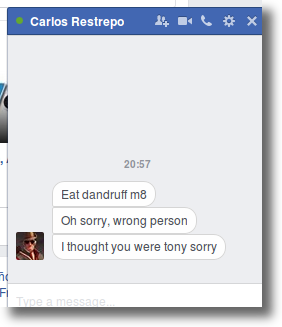 Carlos Restrepo
20:57
Eat dandruff m8
Oh sorry, wrong person
I thought you were tony sorry
Type a message...